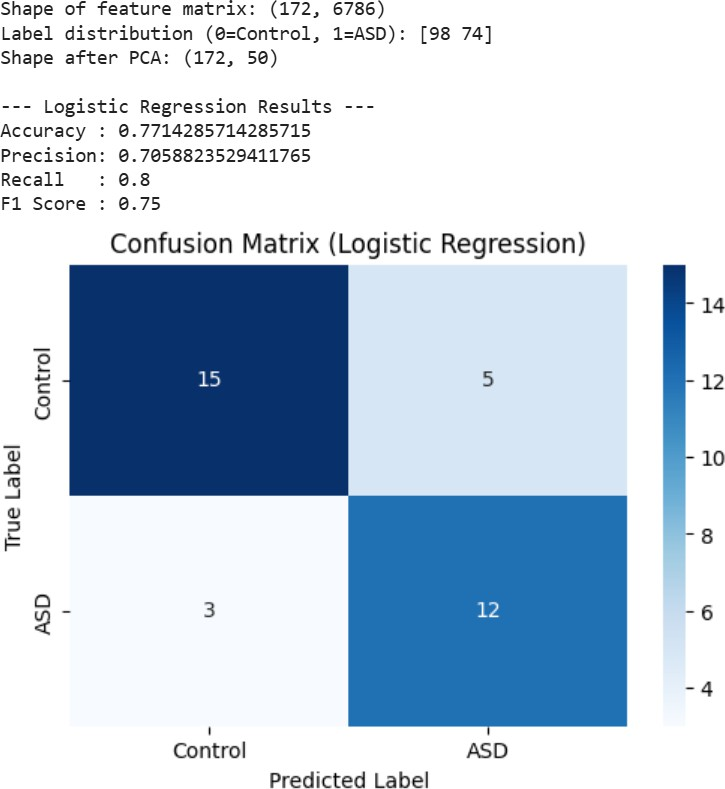 Shape of feature matrix: (172, 6786)
Label distribution (0=Control, 1=ASD): [98 74]
Shape after PCA: (172, 50)
--- Logistic Regression Results ---
Accuracy : 0.7714285714285715
Precision: 0.7058823529411765
Recall   : 0.8
F1 Score : 0.75
Confusion Matrix (Logistic Regression)
True Label
Control
15
5
ASD
3
12
Control
ASD
Predicted Label
14
12
10
8
6
4